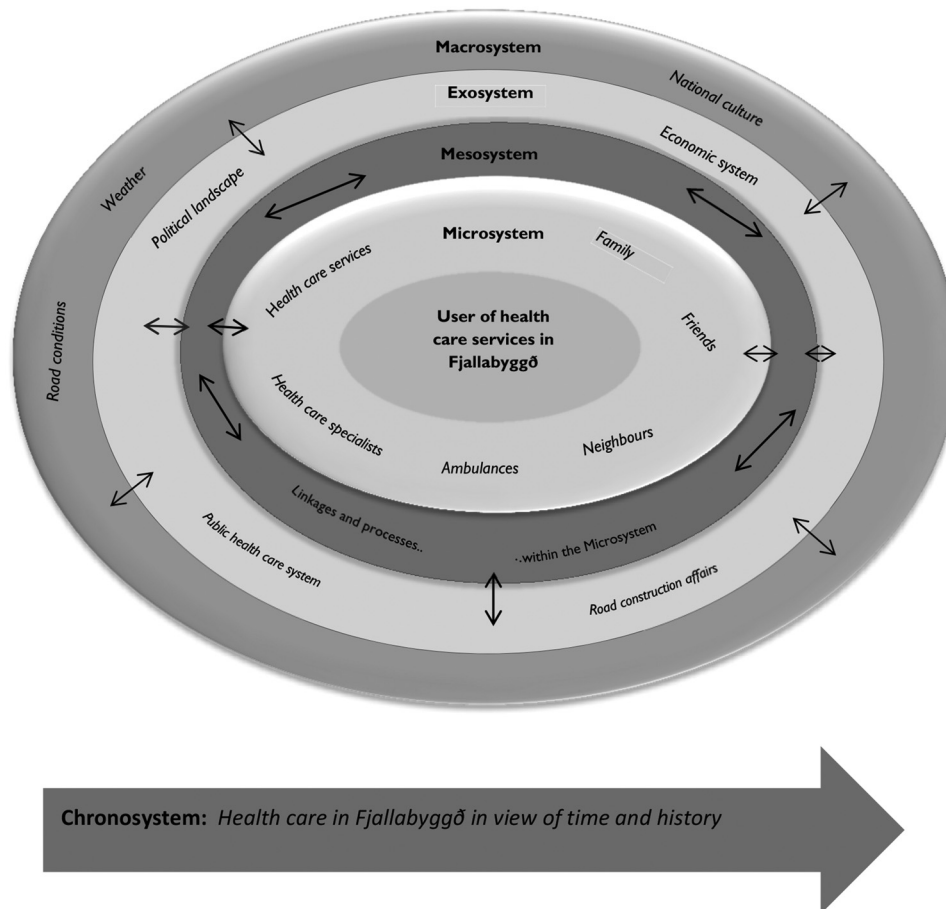 Macrosystem
National culture
Weather
Road conditions
Exosystem
Economic system
Political landscape
Public health care system
Road construction affairs
Mesosystem
Linkages and processes..
..within the Microsystem
Microsystem
Family
Health care services
Friends
Health care specialists
Neighbours
Ambulances
User of health
care services in
Fjallabyggð
Chronosystem: Health care in Fjallabyggð in view of time and history